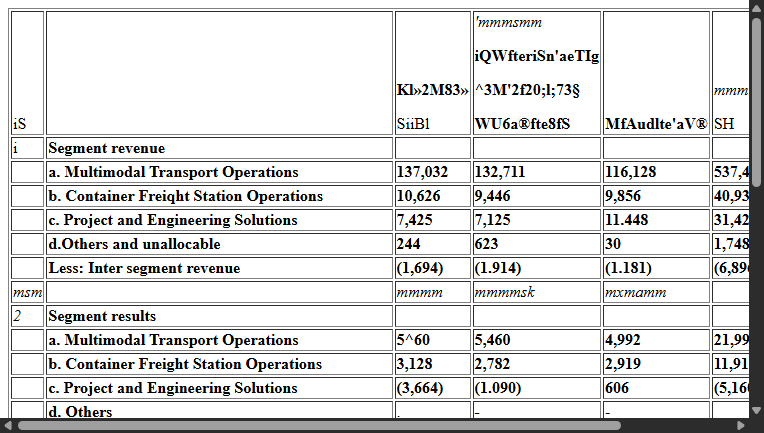 'mmmsmm
iQWfteriSn'aeTIg
Kl»2M83» ^3M'2f20;l;73§ mmm
iS SiiBl WU6a®fte8fS MfAudlte'aV® SH
i Segment revenue
a. Multimodal Transport Operations 137,032 132,711 116,128 537,4
b. Container Freiqht Station Operations 10,626 9,446 9,856 40,93
c. Project and Engineering Solutions 7,425 7,125 11.448 31,42
d.Others and unallocable 244 623 30 1,748
Less: Inter segment revenue (1,694) (1.914) (1.181) (6,896
msm mmmm mmmmsk mxmamm
2 Segment results
a. Multimodal Transport Operations 5^60 5,460 4,992 21,99
b. Container Freight Station Operations 3,128 2,782 2,919 11,91
c. Project and Engineering Solutions (3,664) (1.090) 606 (5,160
d. Others . - -